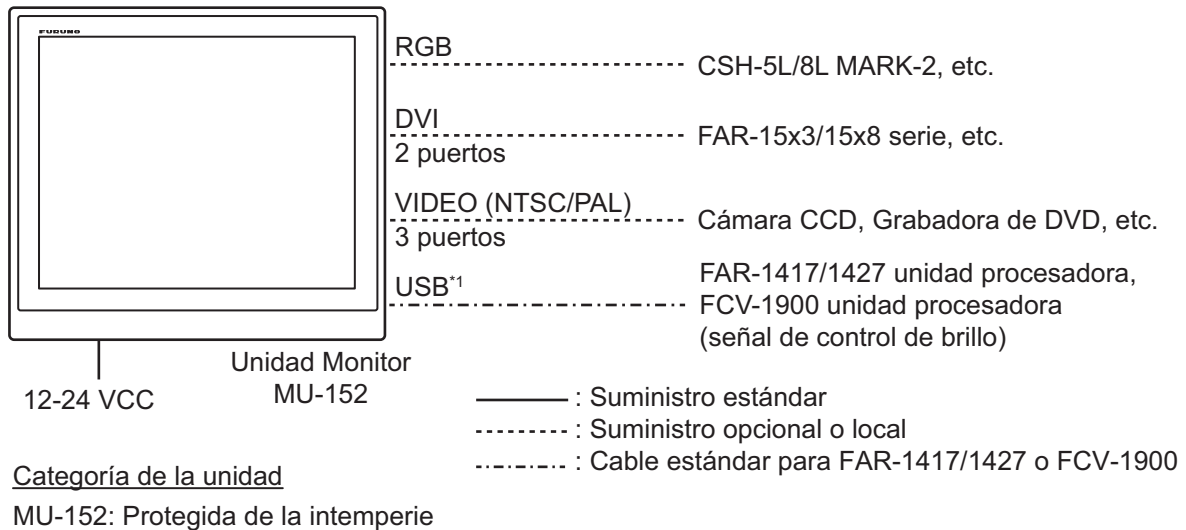 FURUNO
RGB
CSH-5L/8L MARK-2, etc.
DVI
2 puertos
FAR-15x3/15x8 serie, etc.
VIDEO (NTSC/PAL)
3 puertos
Cámara CCD, Grabadora de DVD, etc.
USB*1
FAR-1417/1427 unidad procesadora,
FCV-1900 unidad procesadora
(señal de control de brillo)
12-24 VCC
Unidad Monitor
MU-152
: Suministro estándar
: Suministro opcional o local
: Cable estándar para FAR-1417/1427 o FCV-1900
Categoría de la unidad
MU-152: Protegida de la intemperie